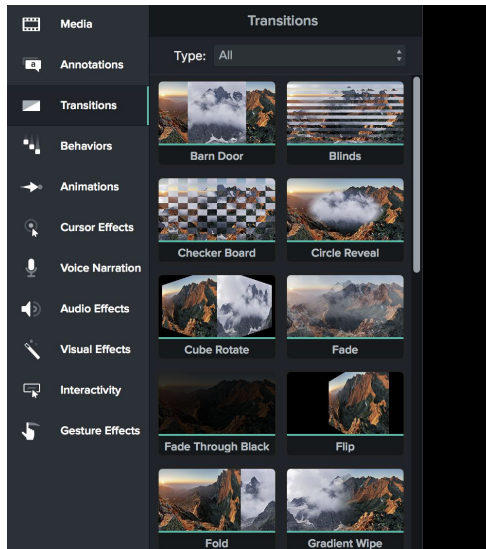 Media
Annotations
Transitions
Behaviors
Animations
Cursor Effects
Voice Narration
Audio Effects
Visual Effects
Interactivity
Gesture Effects
Transitions
Type: All
Barn Door
Blinds
Checker Board
Circle Reveal
Cube Rotate
Fade
Fade Through Black
Flip
Fold
Gradient Wipe
a